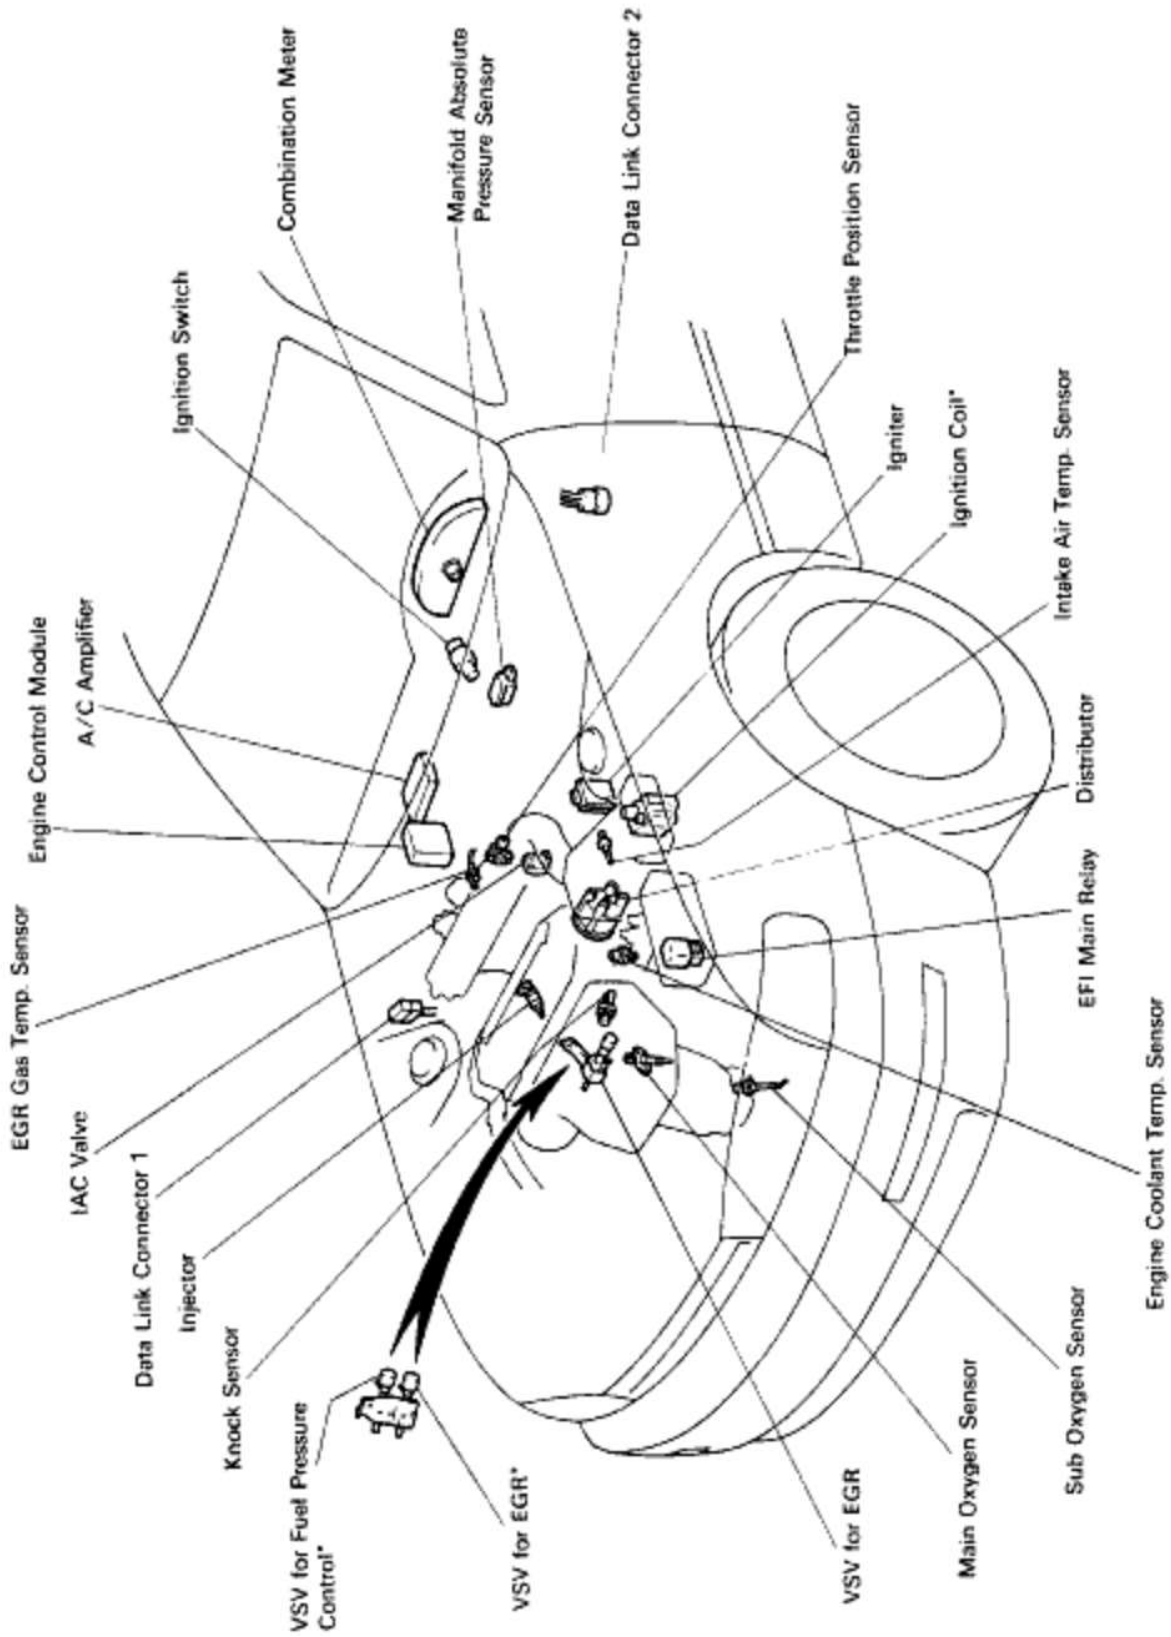 EGR Gas Temp. Sensor
Engine Control Module
IAC Valve
A/C Amplifier
Data Link Connector 1
Ignition Switch
Injector
Knock Sensor
Combination Meter
VSV for Fuel Pressure
Control*
Manifold Absolute
Pressure Sensor
VSV for EGR*
Data Link Connector 2
VSV for EGR
Throttle Position Sensor
Igniter
Ignition Coil*
Main Oxygen Sensor
Intake Air Temp. Sensor
Sub Oxygen Sensor
Distributor
EFI Main Relay
Engine Coolant Temp. Sensor